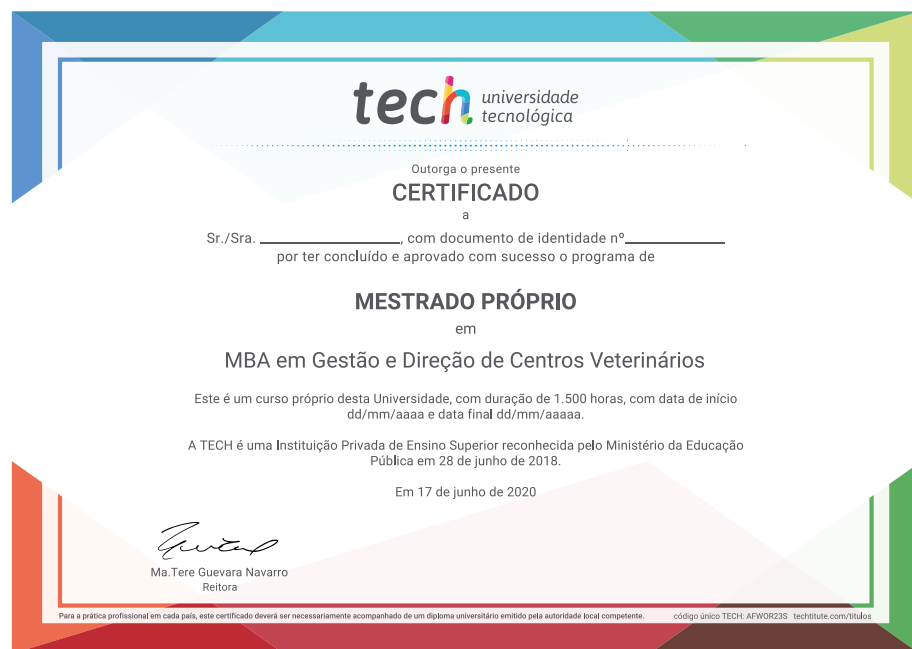 tech universidade
tecnológica
Outorga o presente
CERTIFICADO
a
Sr./Sra. ____________________, com documento de identidade nº______________
por ter concluído e aprovado com sucesso o programa de
MESTRADO PRÓPRIO
em
MBA em Gestão e Direção de Centros Veterinários
Este é um curso próprio desta Universidade, com duração de 1.500 horas, com data de início
dd/mm/aaaa e data final dd/mm/aaaaa.
A TECH é uma Instituição Privada de Ensino Superior reconhecida pelo Ministério da Educação
Pública em 28 de junho de 2018.
Em 17 de junho de 2020
Ma.Tere Guevara Navarro
Reitora
Para a prática profissional em cada país, este certificado deverá ser necessariamente acompanhado de um diploma universitário emitido pela autoridade local competente. código único TECH: AFWOR23S techtitute.com/titulos